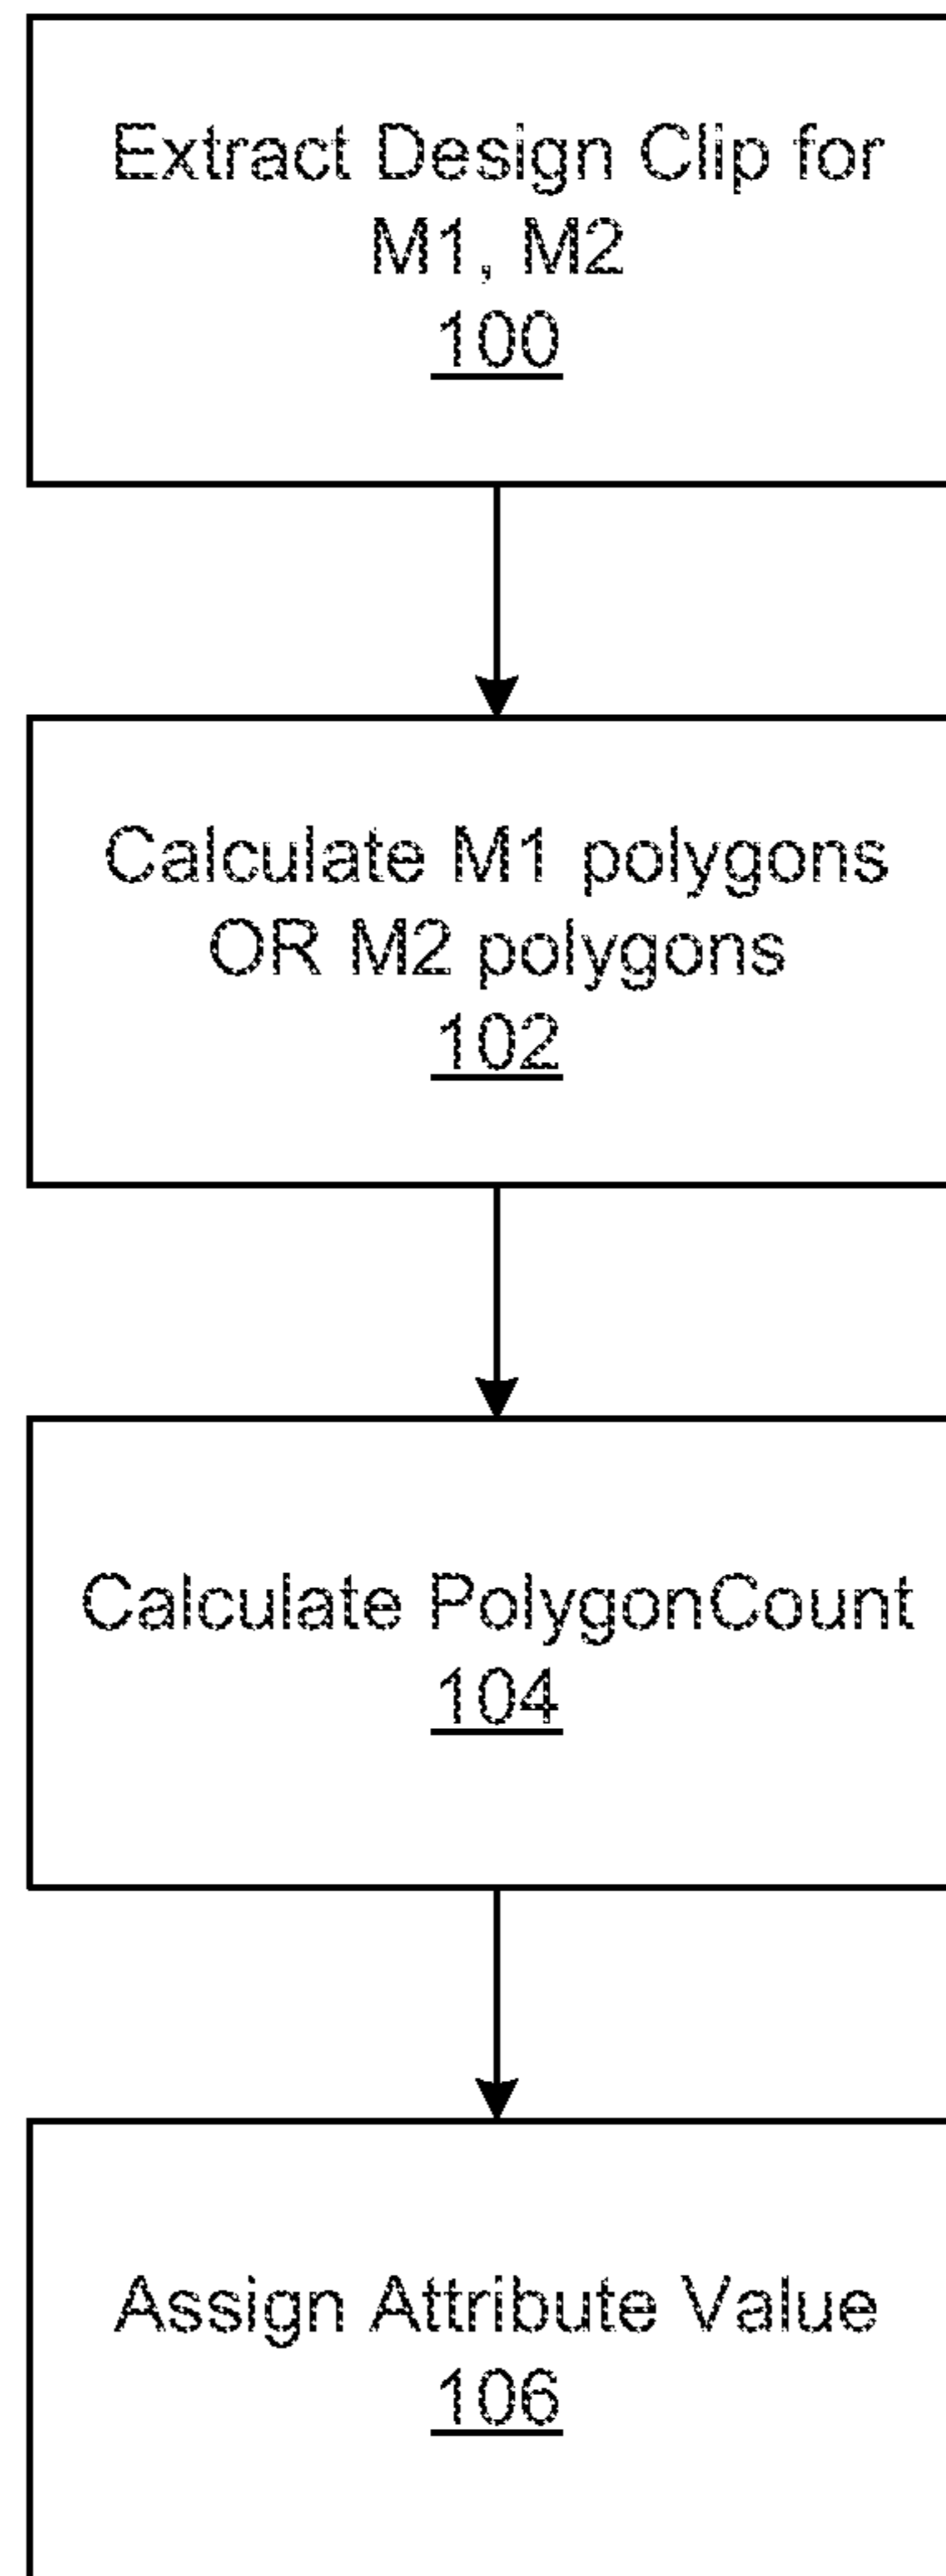 Extract Design Clip for
M1, M2
100
Calculate M1 polygons
OR M2 polygons
102
Calculate PolygonCount
104
Assign Attribute Value
106